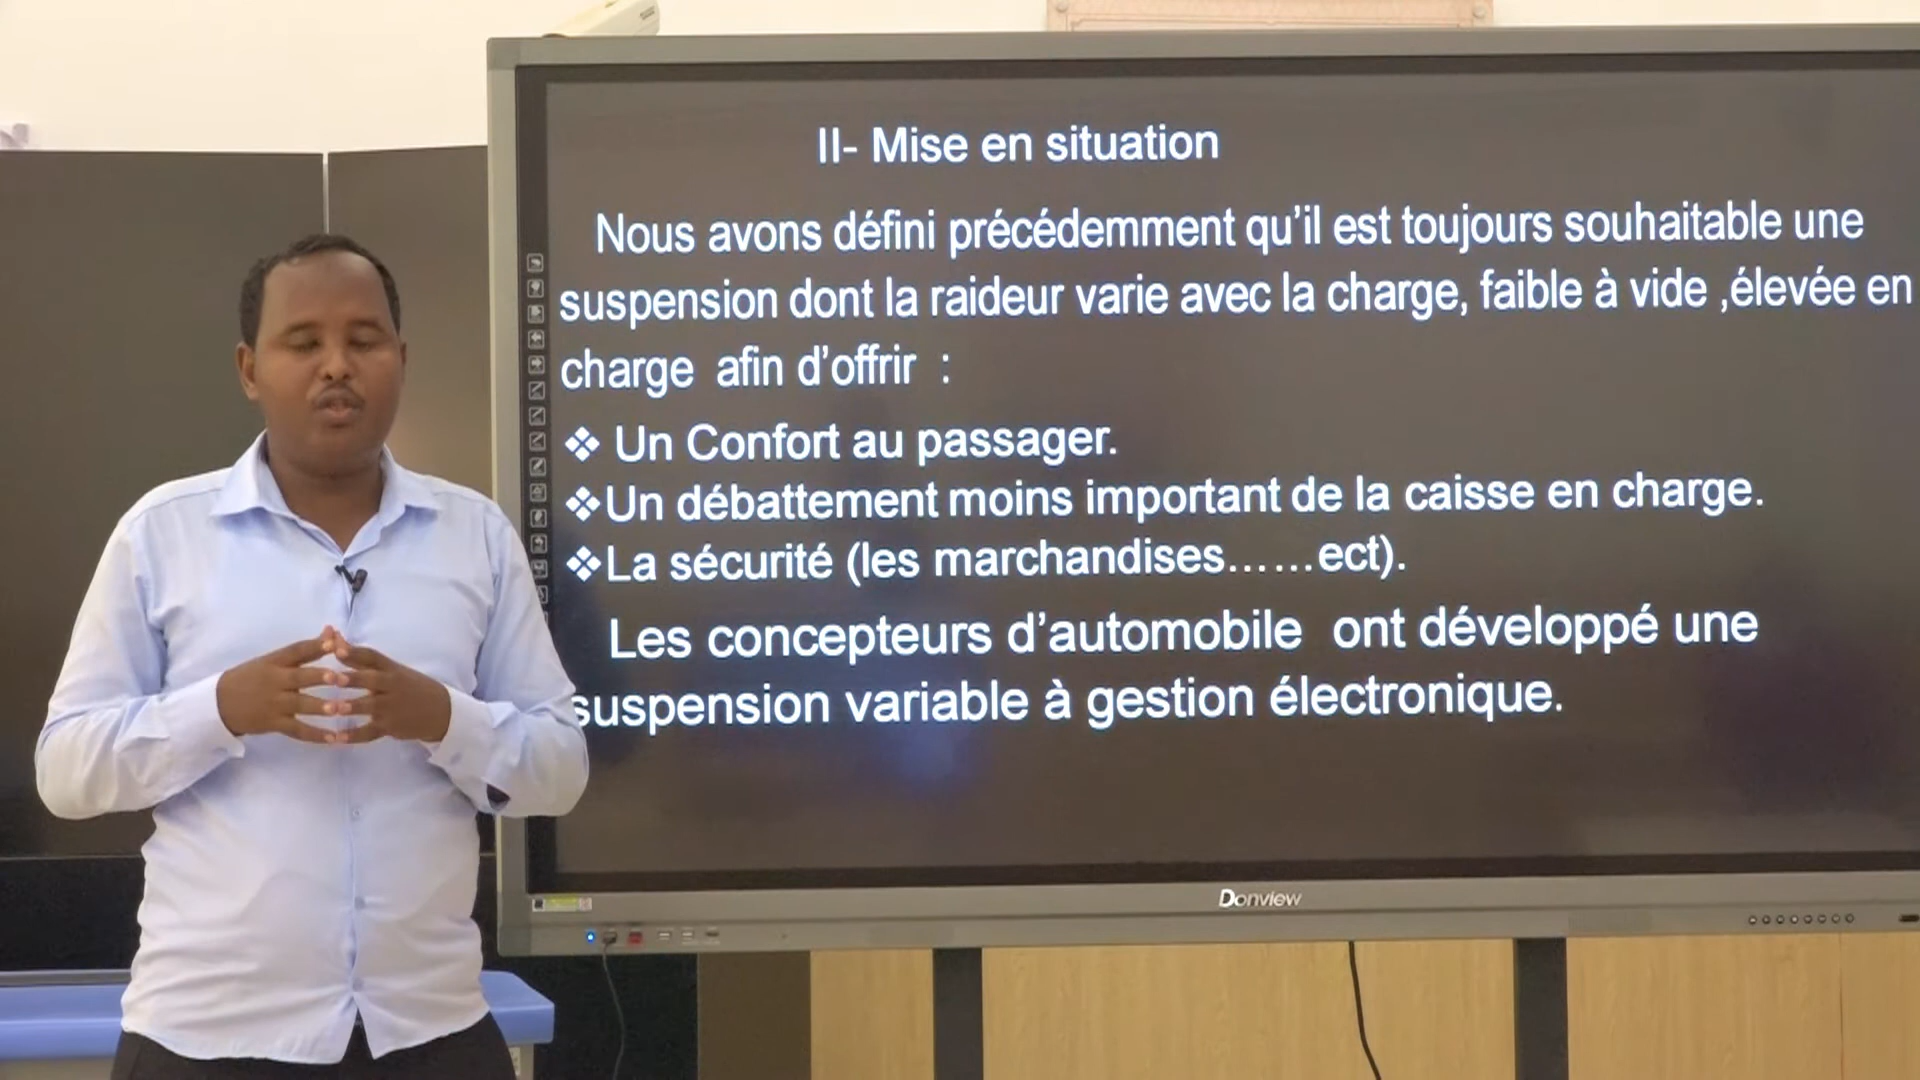 II- Mise en situation
Nous avons défini précédemment qu'il est toujours souhaitable une
suspension dont la raideur varie avec la charge, faible à vide ,élevée en
charge afin d'offrir :
❖ Un Confort au passager.
❖Un débattement moins important de la caisse en charge.
❖La sécurité (les marchandises......ect).
Les concepteurs d'automobile ont développé une
suspension variable à gestion électronique.
Donview